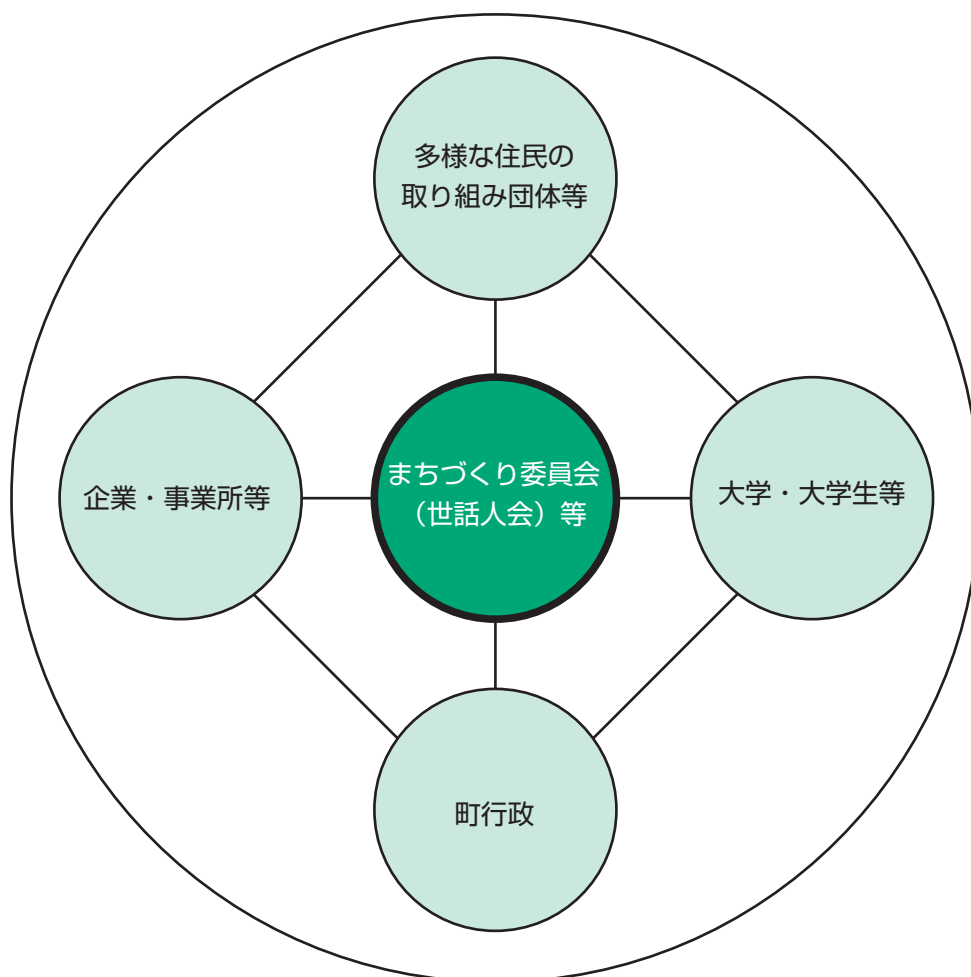 多様な住民の
取り組み団体等
企業・事業所等
まちづくり委員会
（世話人会）等
大学・大学生等
町行政